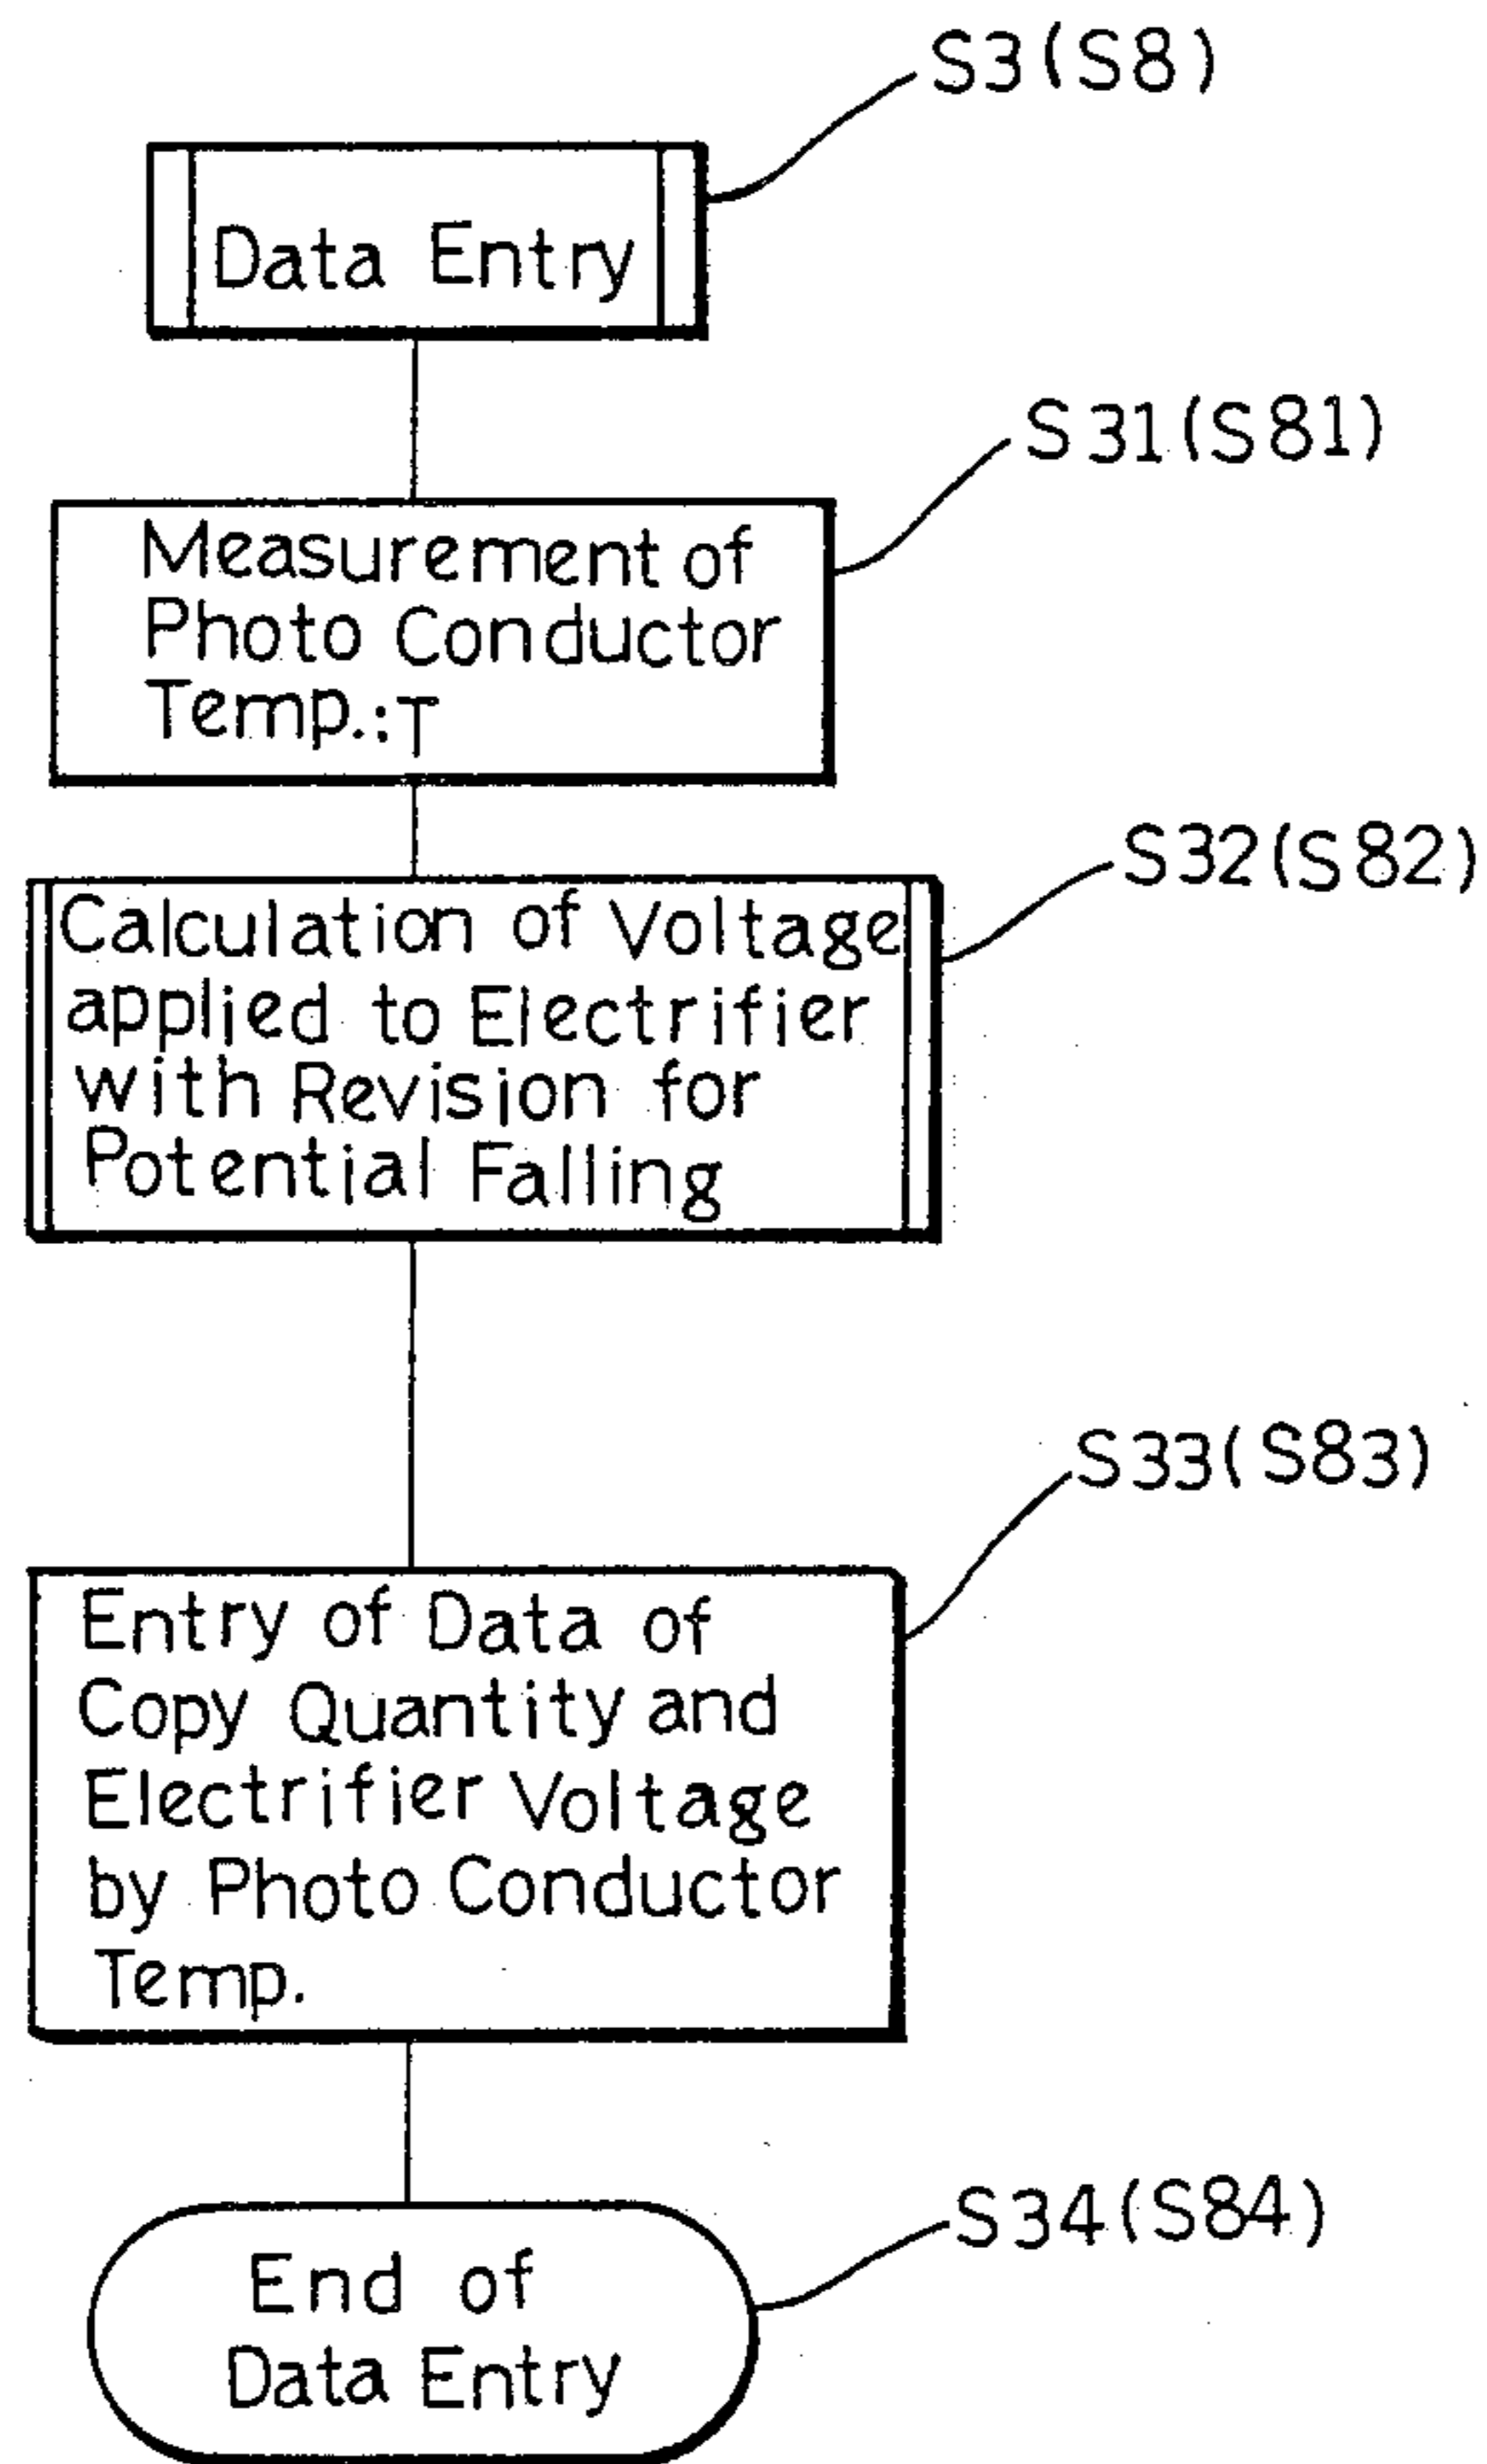 S3(S8)
Data Entry
S31(S81)
Measurement of
Photo Conductor
Temp.:T
S32(S82)
Calculation of Voltage
applied to Electrifier
with Revision for
Potential Falling
S33(S83)
Entry of Data of
Copy Quantity and
Electrifier Voltage
by Photo Conductor
Temp.
S34(S84)
End of
Data Entry